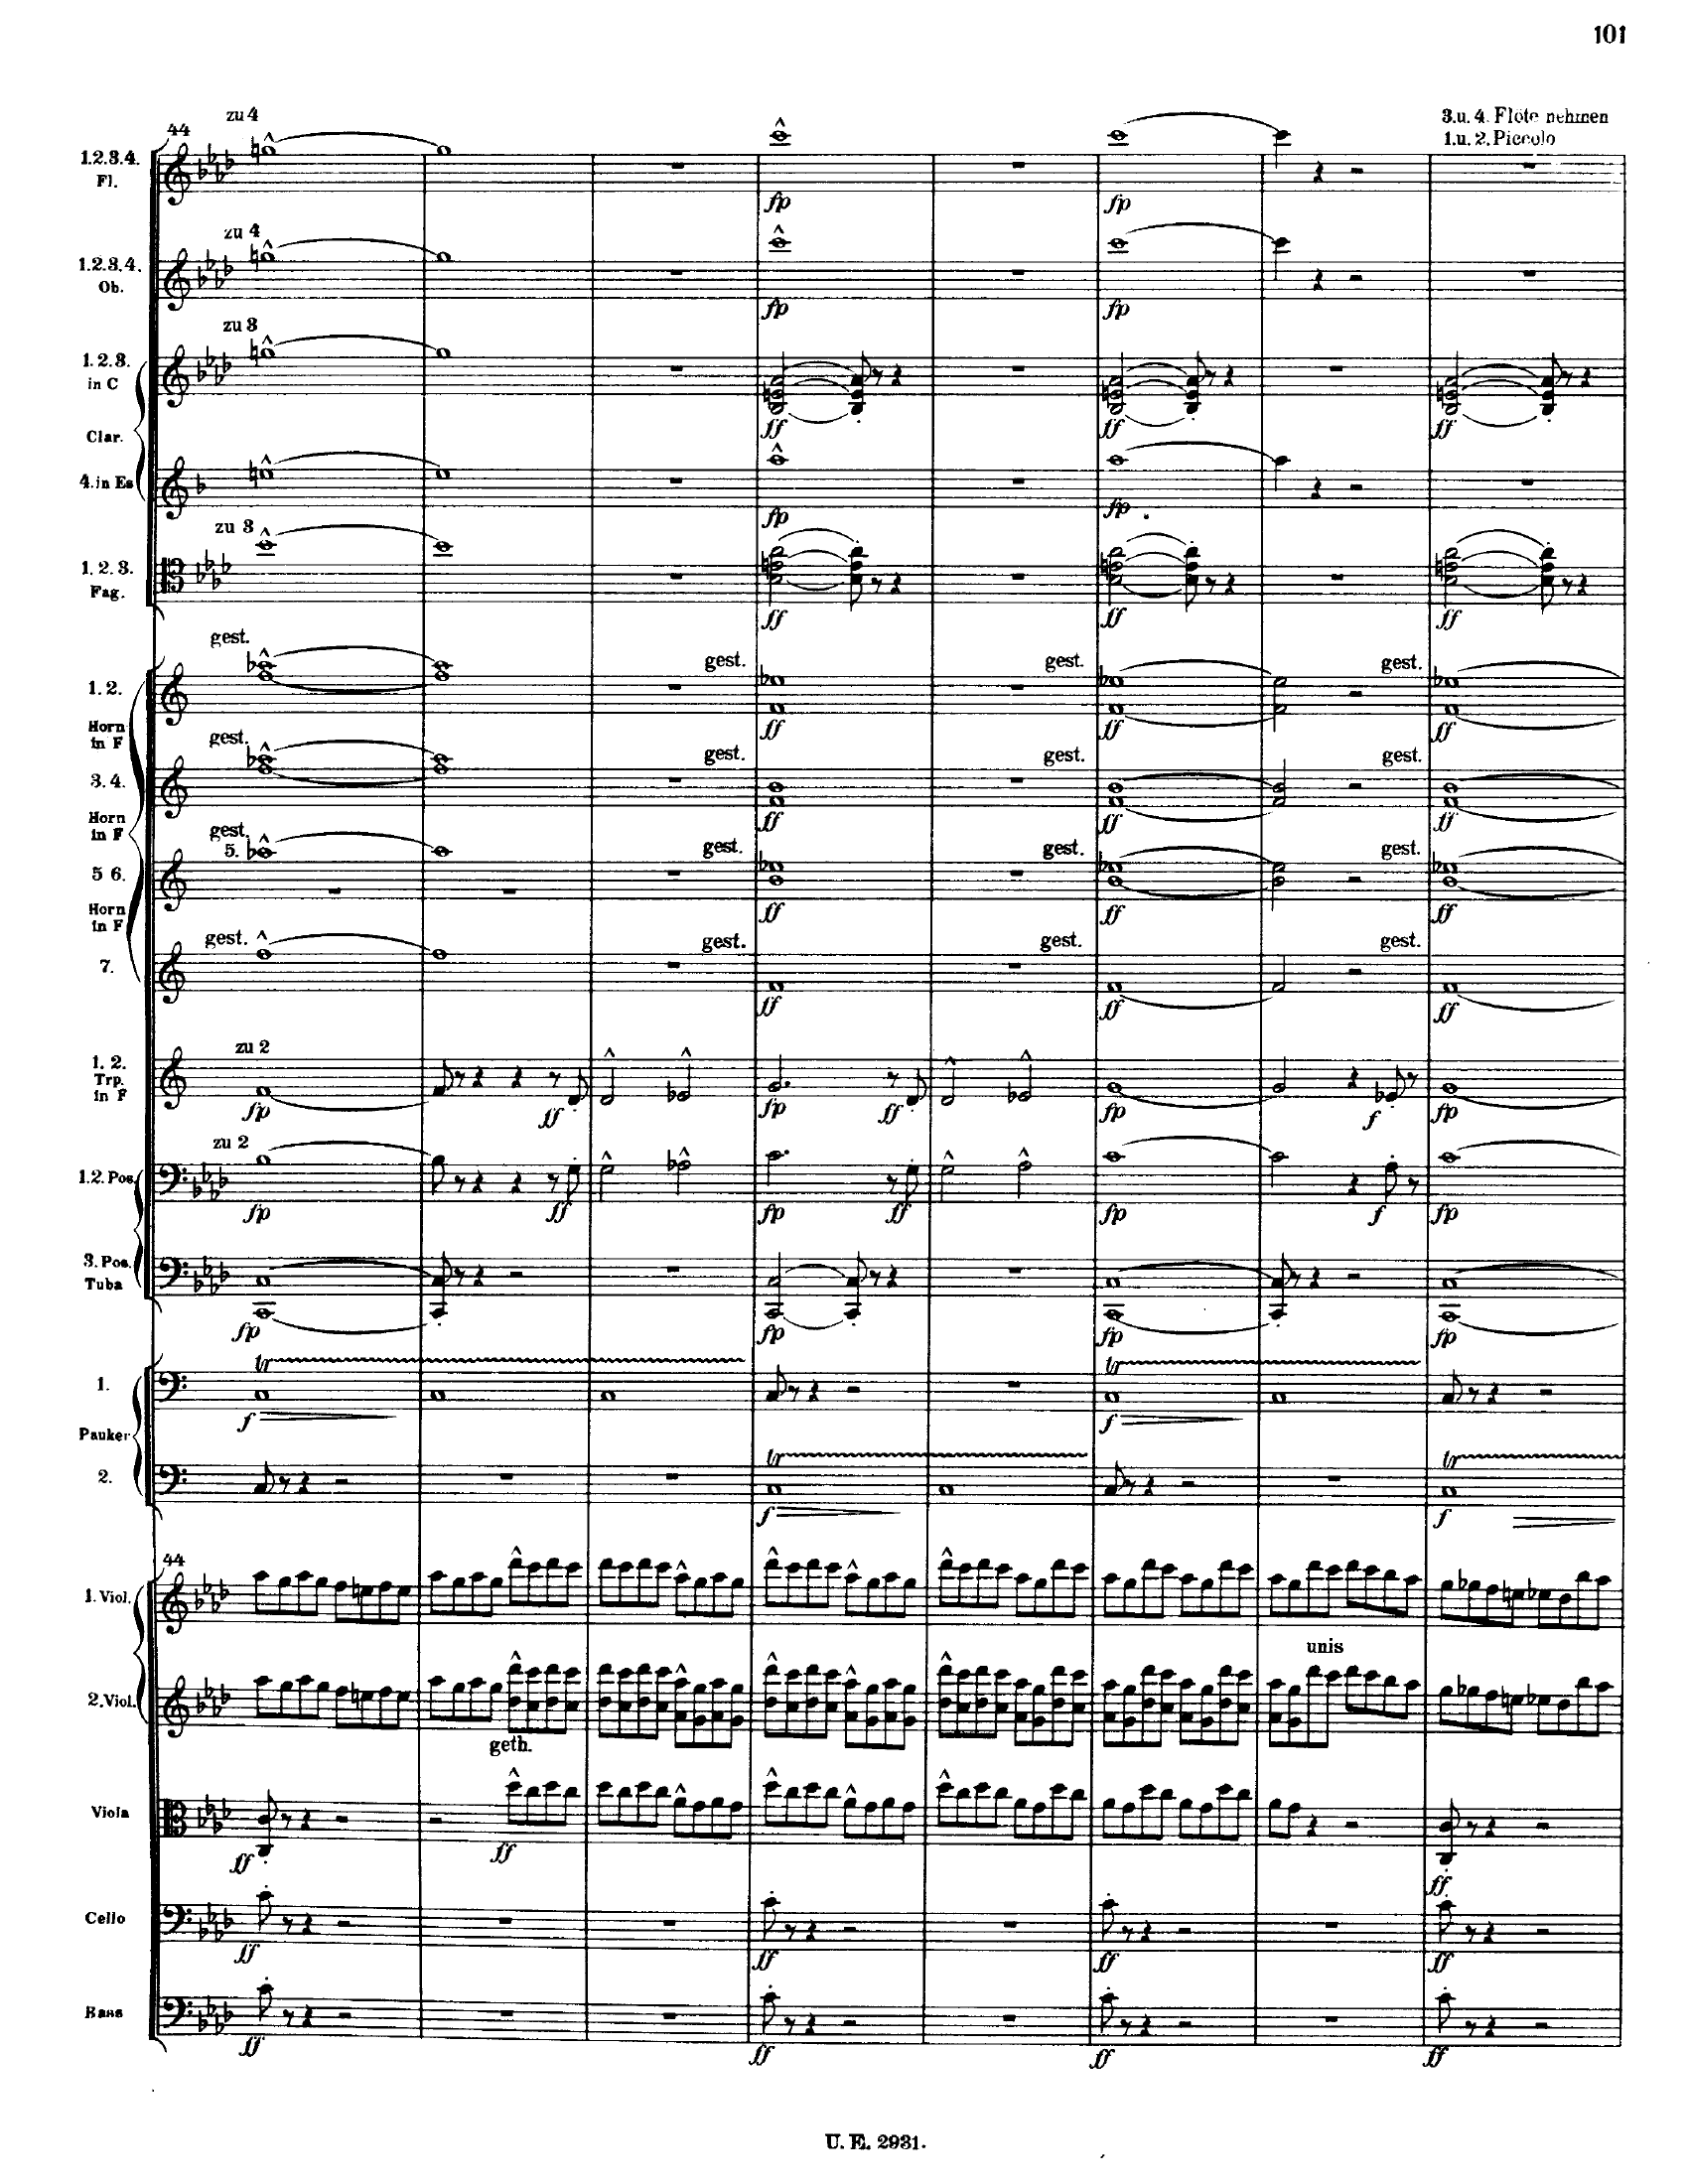 101
zu 4
3.u. 4. Flöte nehmen
1.u. 2. Piccolo
44
1.2.3.4.
Fl.
zu 4
1.2.3.4.
Ob.
fp fp
zu 3
1.2.3.
in C
fp fp
Clar.
ff ff ff
4. in Es
fp fp
zu 3
1. 2. 3.
Fag.
ff ff ff
gest. gest. gest. gest.
1. 2.
Horn
in F
ff ff ff
gest. gest. gest. gest.
3. 4.
Horn
in F
ff ff ff
gest. gest. gest. gest.
5.
5 6.
Horn
in F
ff ff ff
gest. gest. gest. gest.
7.
ff ff ff
zu 2
1. 2.
Trp.
in F
fp ff fp ff fp f fp
zu 2
1.2. Pos.
fp ff fp ff fp f fp
3. Pos.
Tuba
fp fp fp fp
tr tr
1.
f f
Pauken
tr tr
2.
f f
44
1. Viol.
unis
2. Viol.
geth.
Viola
ff ff ff
Cello
ff ff ff ff
Bass
ff ff ff ff
U. E. 2931.